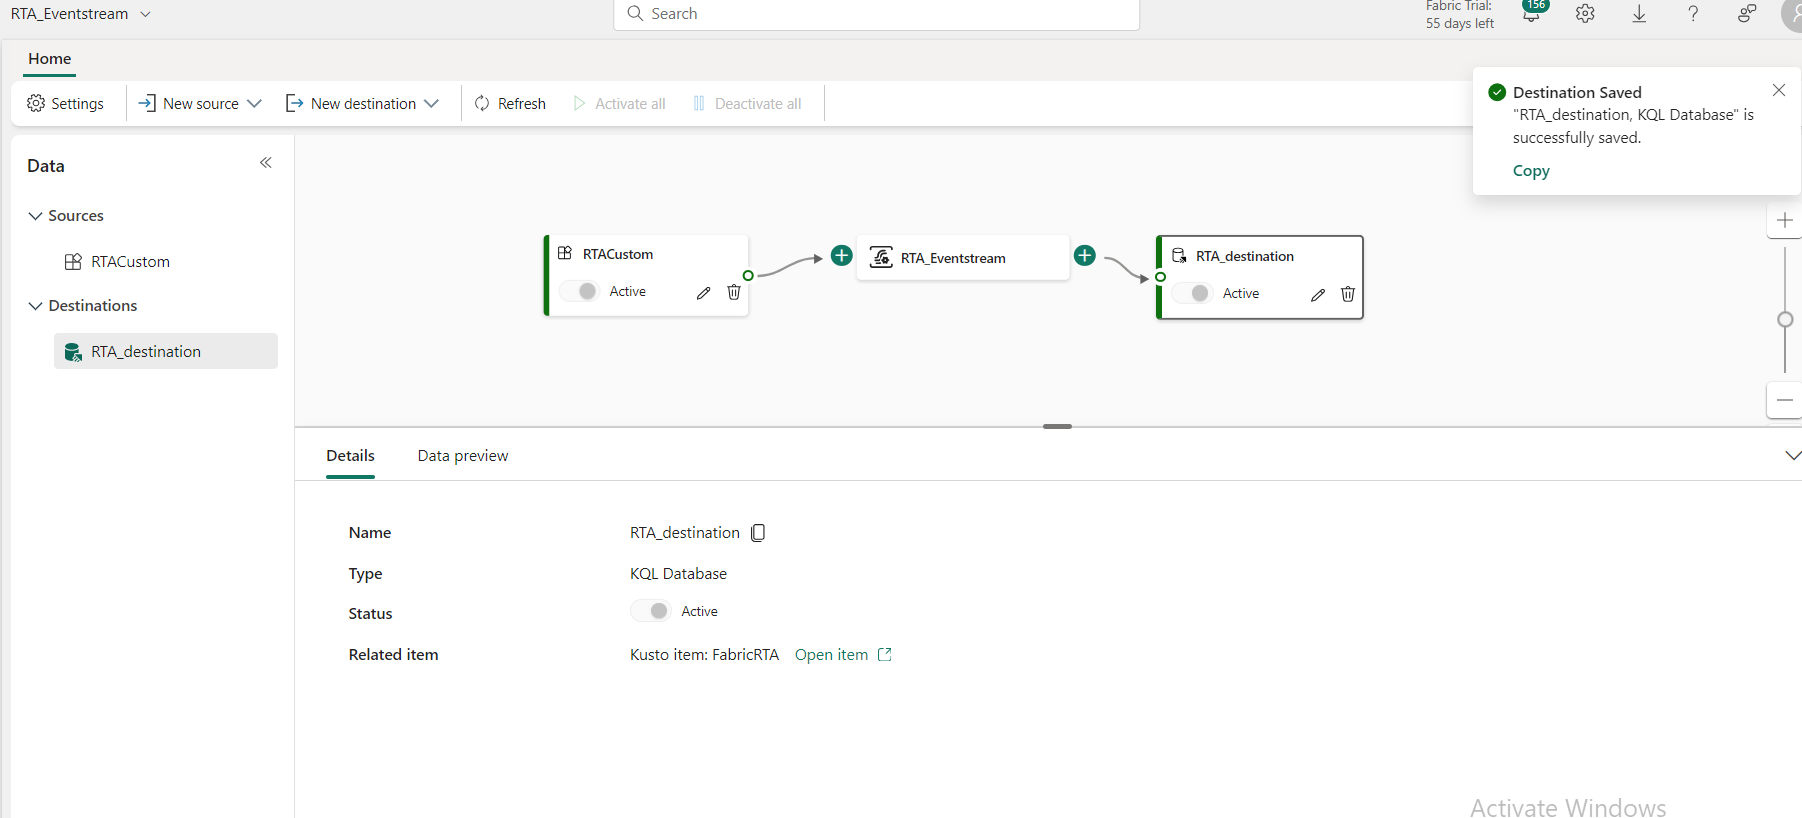 RTA_Eventstream
Search
Fabric Trial:
55 days left
156
Home
Settings
New source
New destination
Refresh
Activate all
Deactivate all
Destination Saved
"RTA_destination, KQL Database" is
successfully saved.
Copy
Data
Sources
RTACustom
Destinations
RTA_destination
RTACustom
Active
RTA_Eventstream
RTA_destination
Active
Details
Data preview
Name
RTA_destination
Type
KQL Database
Status
Active
Related item
Kusto item: FabricRTA
Open item
Activate Windows